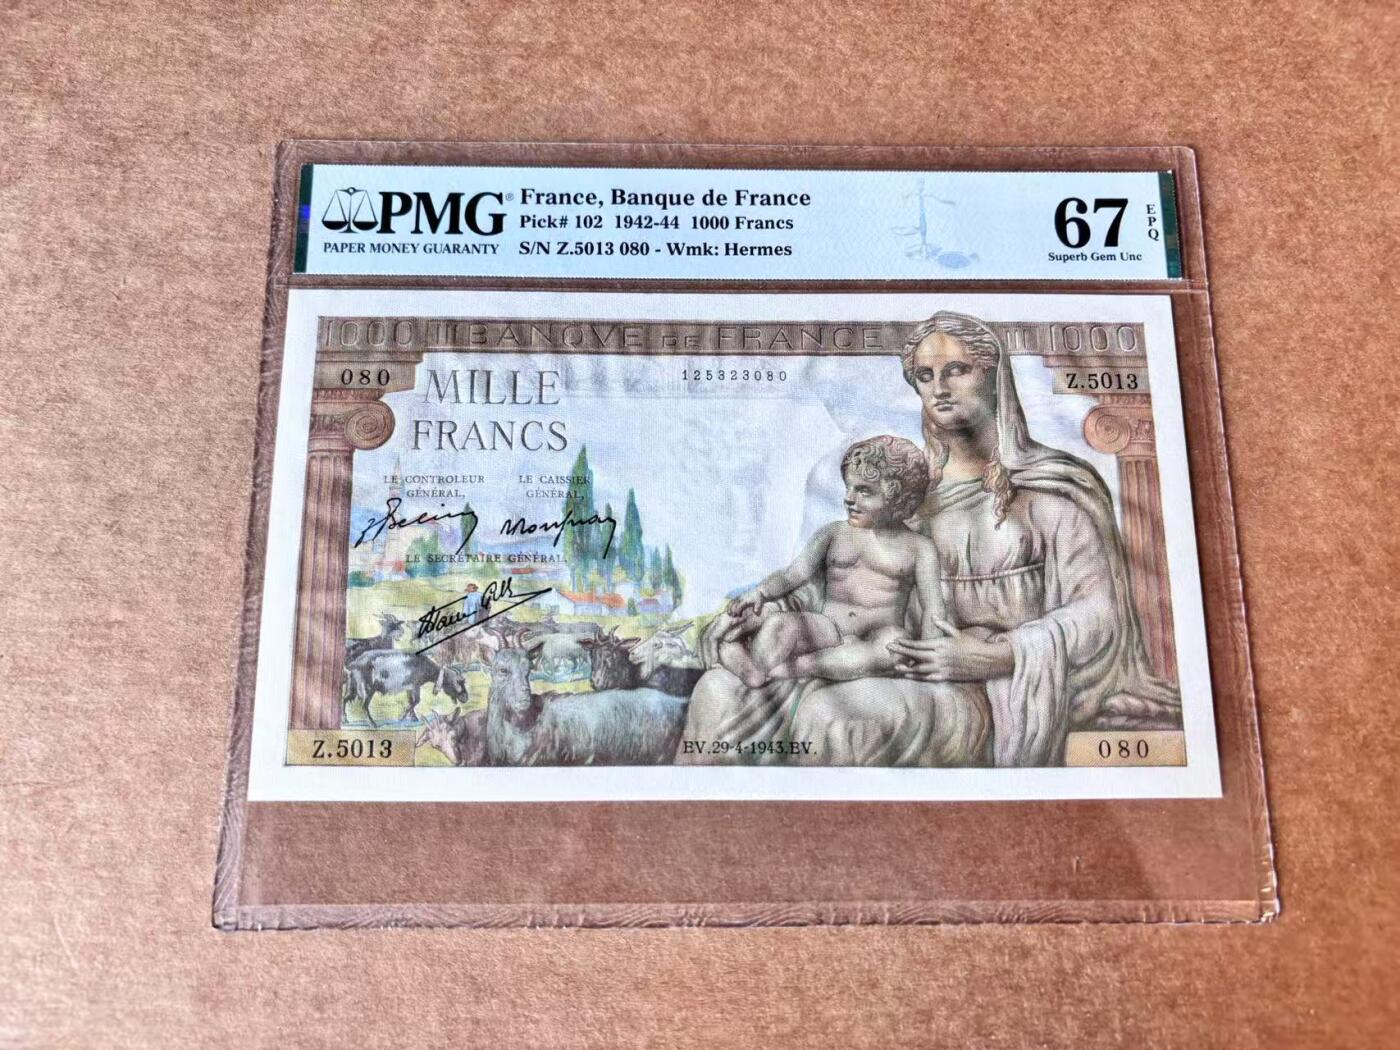 PMG®
PAPER MONEY GUARANTY
France, Banque de France
Pick# 102 1942-44 1000 Francs
S/N Z.5013 080 - Wmk: Hermes
67
EPQ
Superb Gem Unc
1000 BANQVE DE FRANCE 1000
080
125323080
Z.5013
MILLE
FRANCS
LE CONTROLEUR
GÉNÉRAL,
LE CAISSIER
GÉNÉRAL,
LE SECRÉTAIRE GÉNÉRAL.
Z.5013
EV.29-4-1943.EV.
080